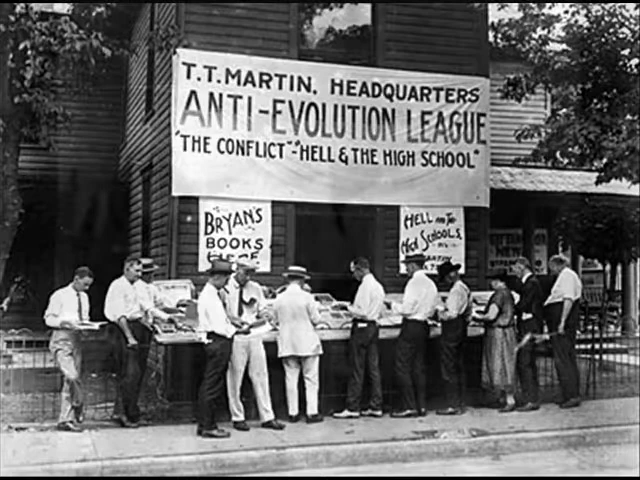 T.T. MARTIN, HEADQUARTERS
ANTI-EVOLUTION LEAGUE
"THE CONFLICT"-"HELL & THE HIGH SCHOOL"
BRYAN'S
BOOKS
HERE
HELL AND THE
HIGH SCHOOLS.
MARTIN